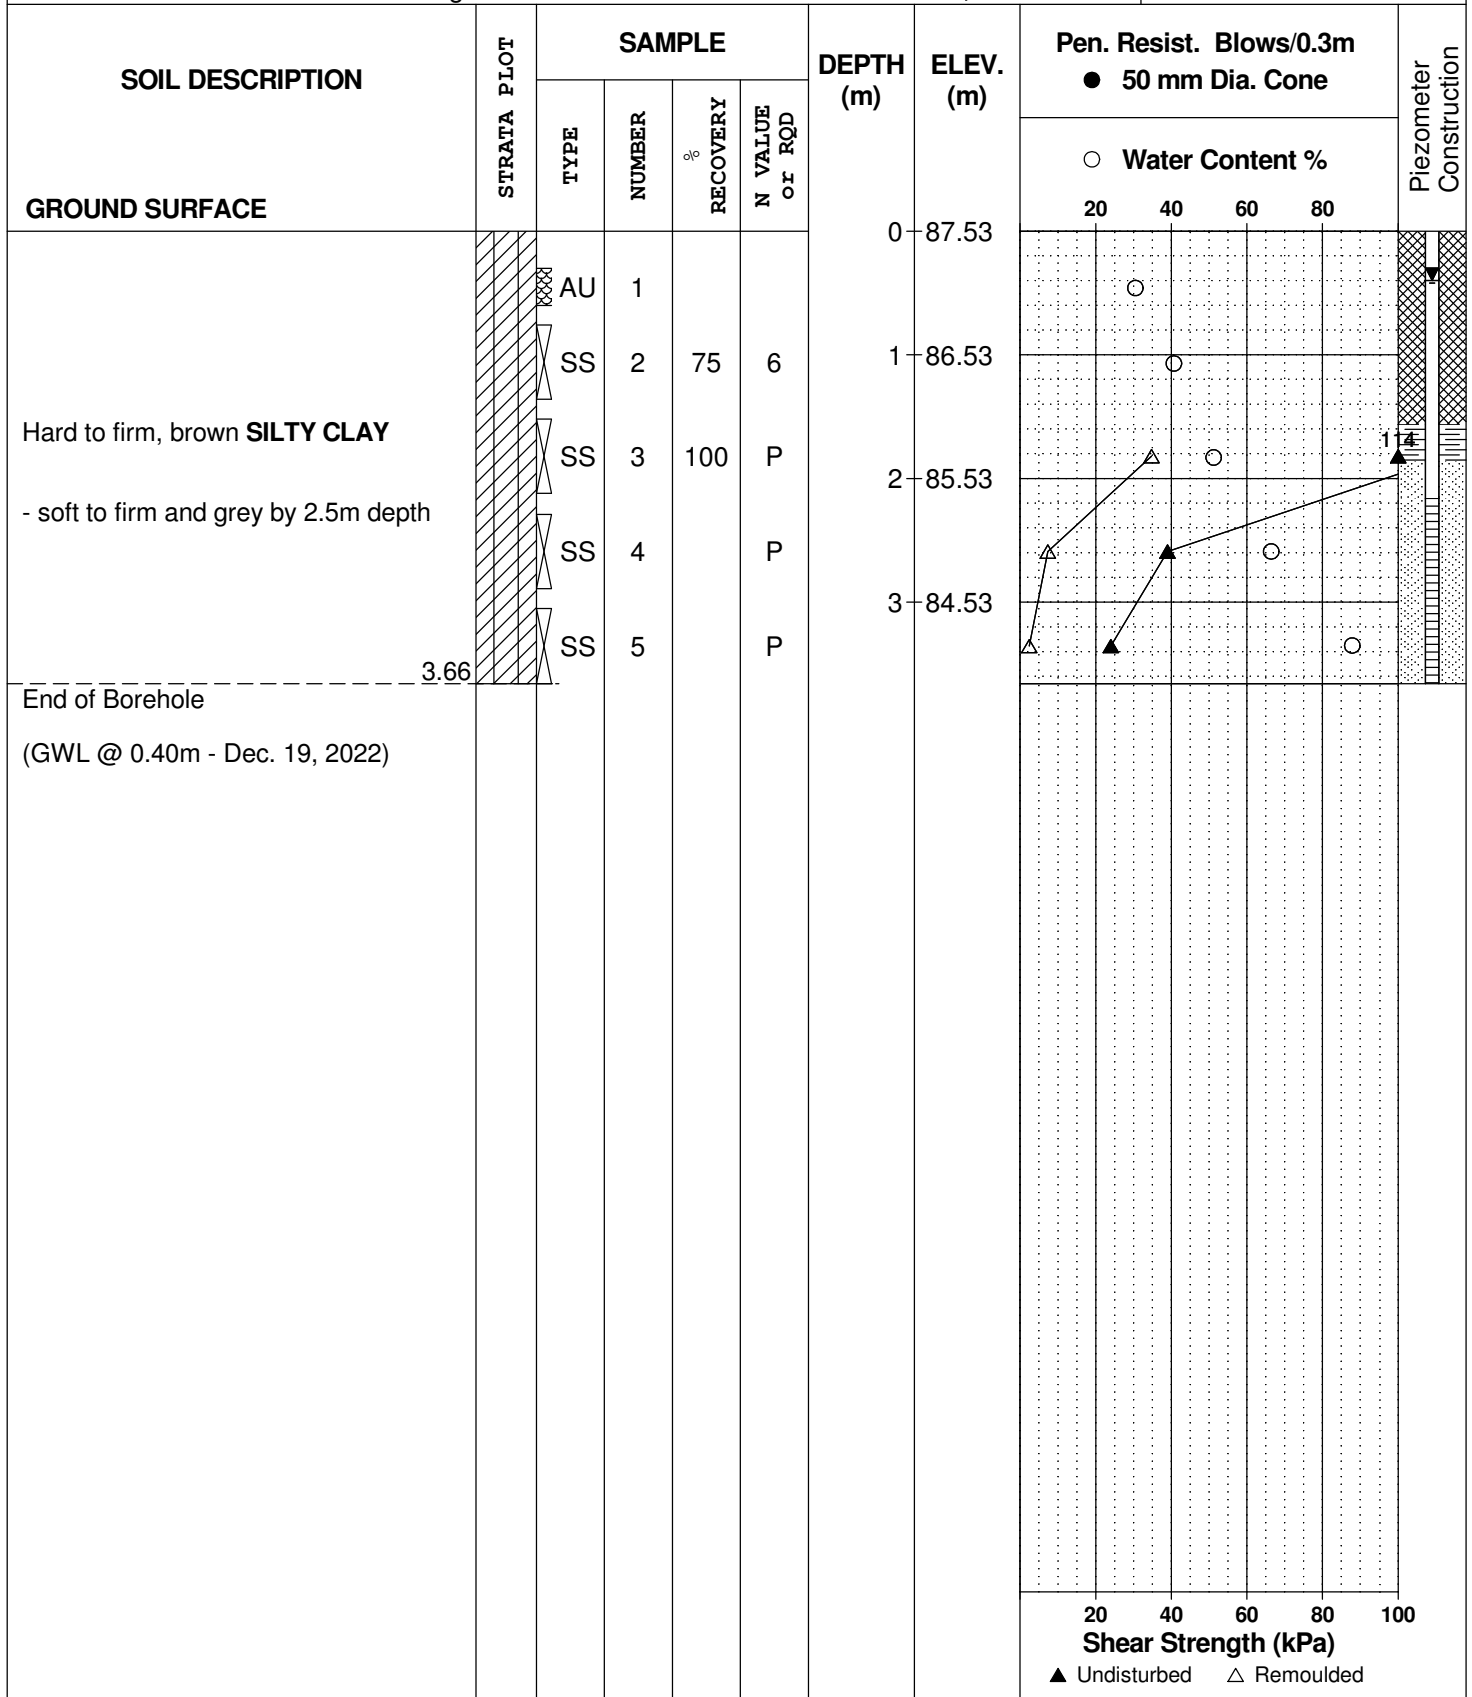 SOIL DESCRIPTION
GROUND SURFACE
STRATA PLOT
SAMPLE
TYPE
NUMBER
%
RECOVERY
N VALUE
or RQD
DEPTH
(m)
ELEV.
(m)
Pen. Resist. Blows/0.3m
● 50 mm Dia. Cone
○ Water Content %
20 40 60 80
Piezometer
Construction
0 87.53
AU 1
SS 2 75 6
1 86.53
Hard to firm, brown SILTY CLAY
114
SS 3 100 P
2 85.53
- soft to firm and grey by 2.5m depth
SS 4 P
3 84.53
SS 5 P
3.66
End of Borehole
(GWL @ 0.40m - Dec. 19, 2022)
20 40 60 80 100
Shear Strength (kPa)
▲ Undisturbed △ Remoulded